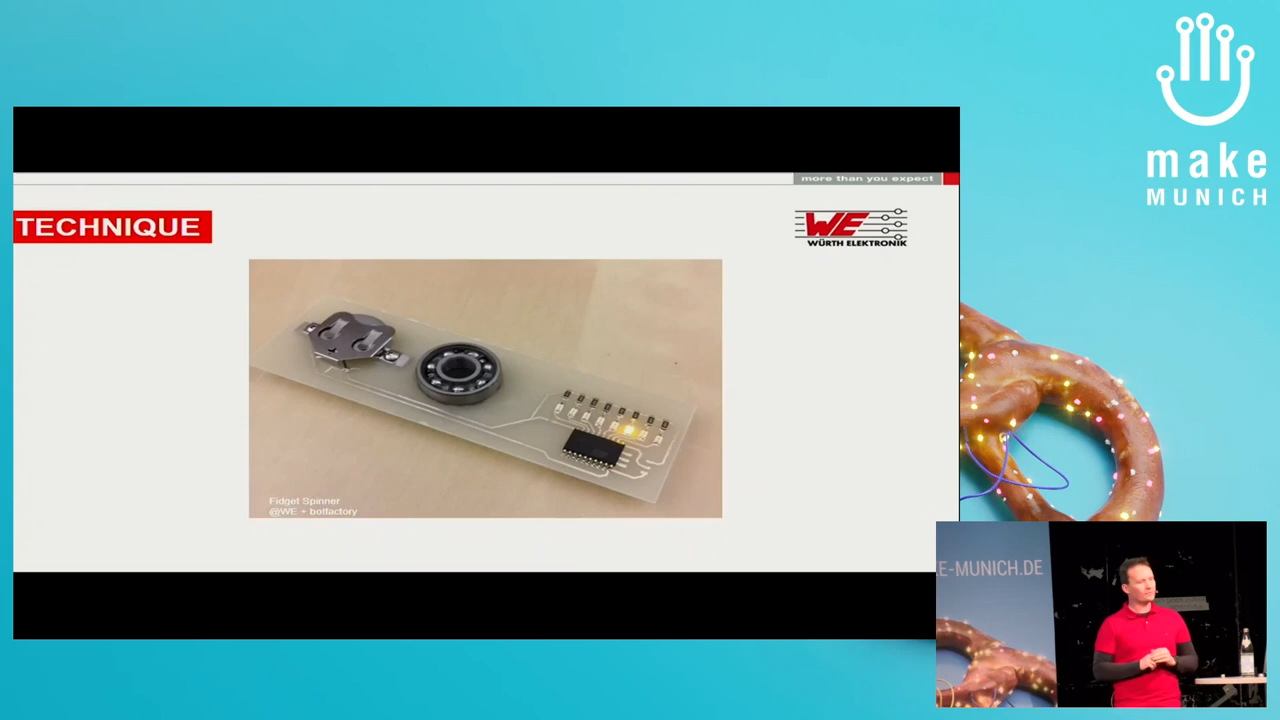 make
MUNICH
more than you expect
TECHNIQUE
WE
WÜRTH ELEKTRONIK
Fidget Spinner
@WE + botfactory
E-MUNICH.DE